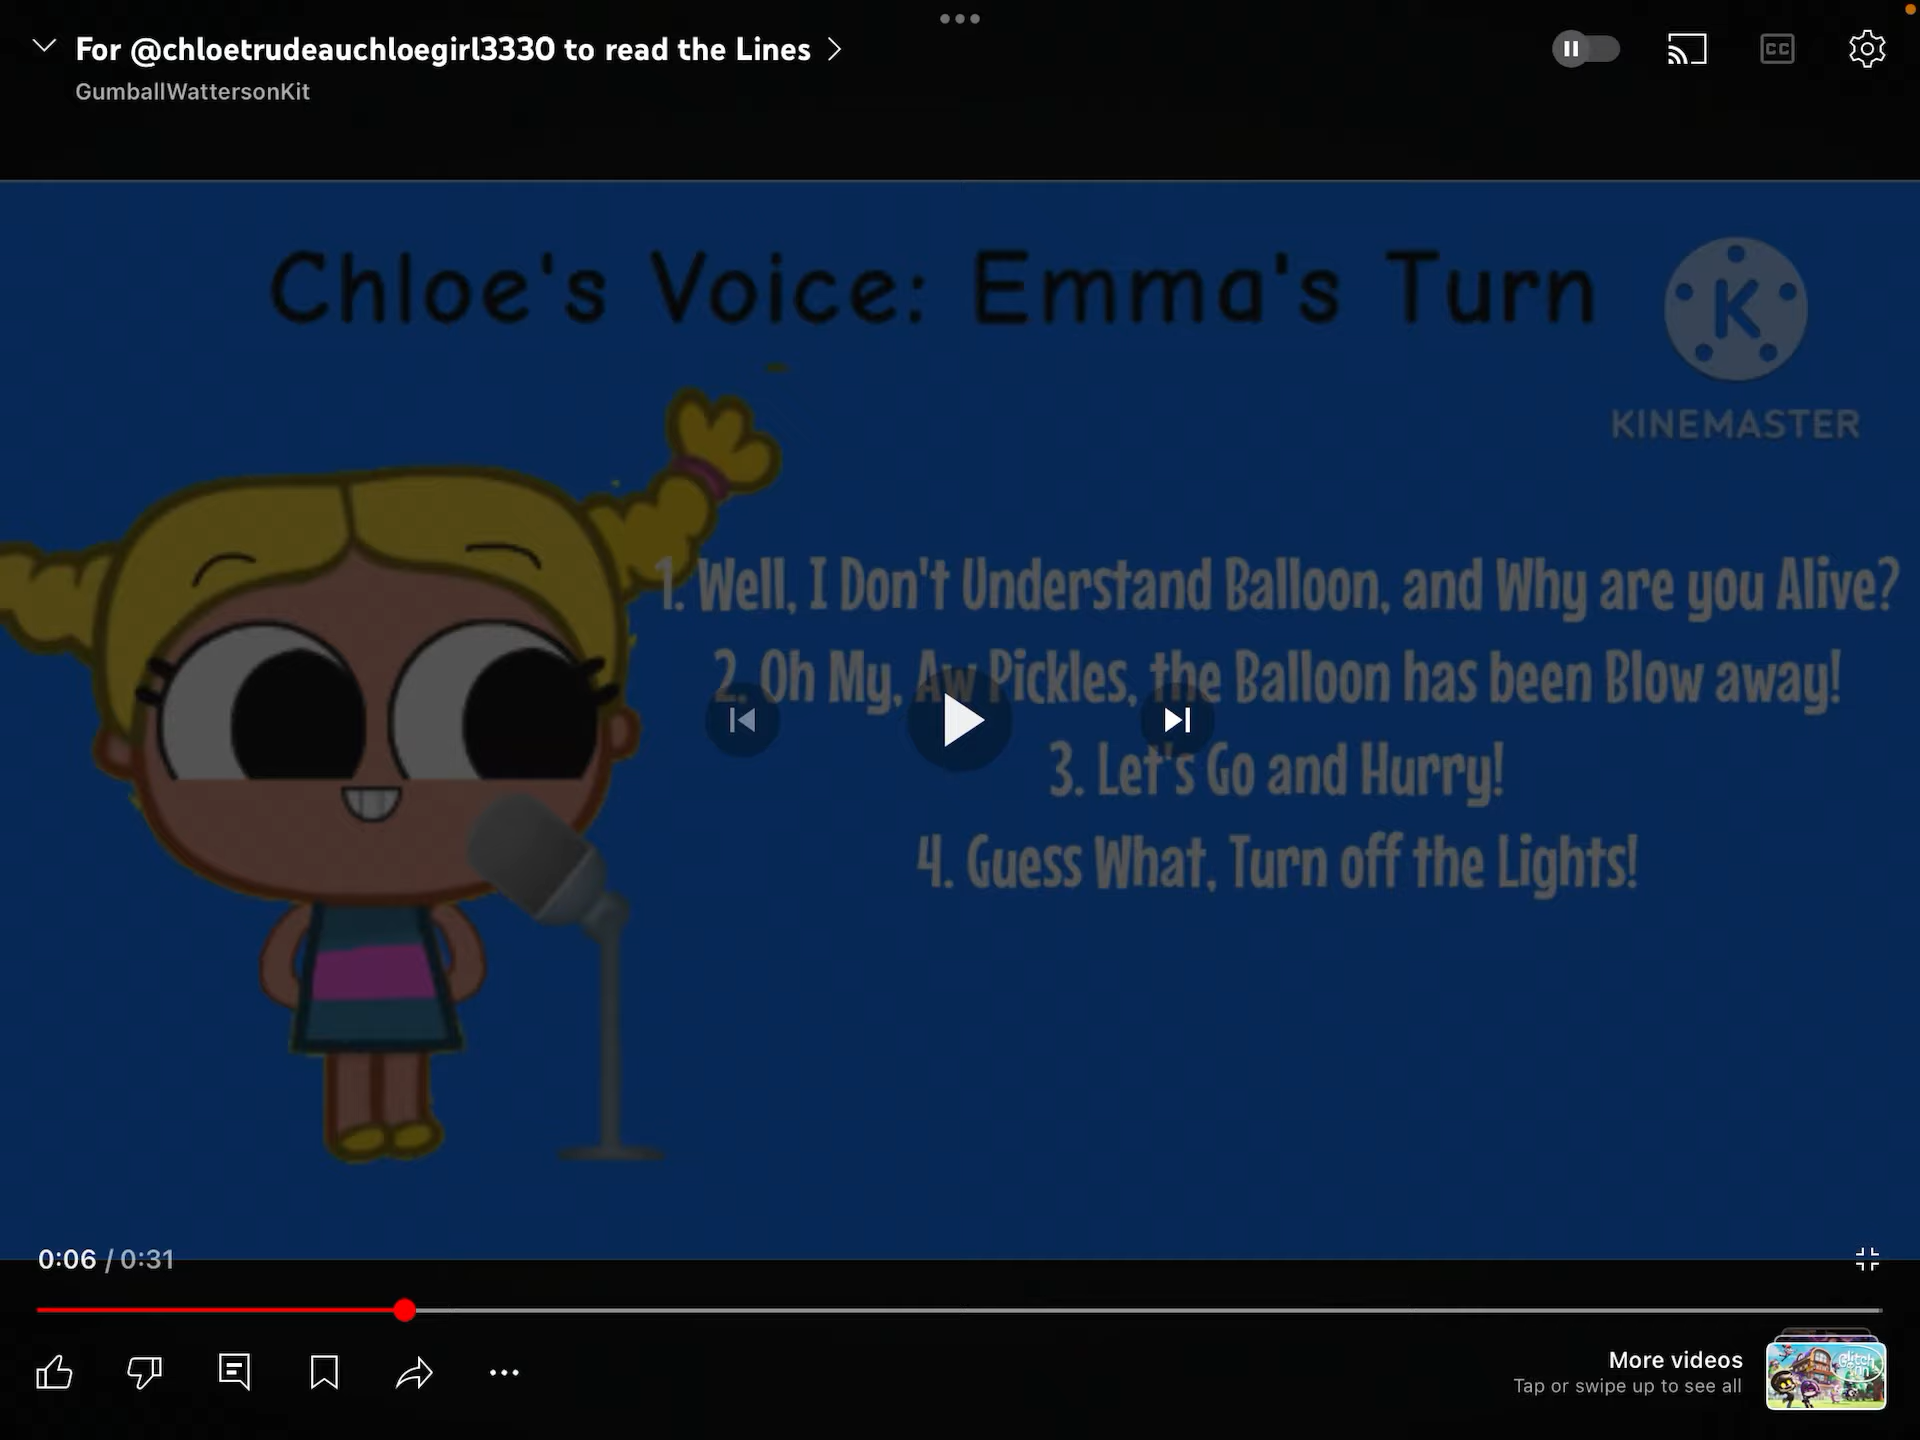 For @chloetrudeauchloegirl3330 to read the Lines
GumballWattersonKit
CC
Chloe's Voice: Emma's Turn
K
KINEMASTER
1. Well, I Don't Understand Balloon, and Why are you Alive?
2. Oh My, Aw Pickles, the Balloon has been Blow away!
3. Let's Go and Hurry!
4. Guess What, Turn off the Lights!
0:06 / 0:31
More videos
Tap or swipe up to see all